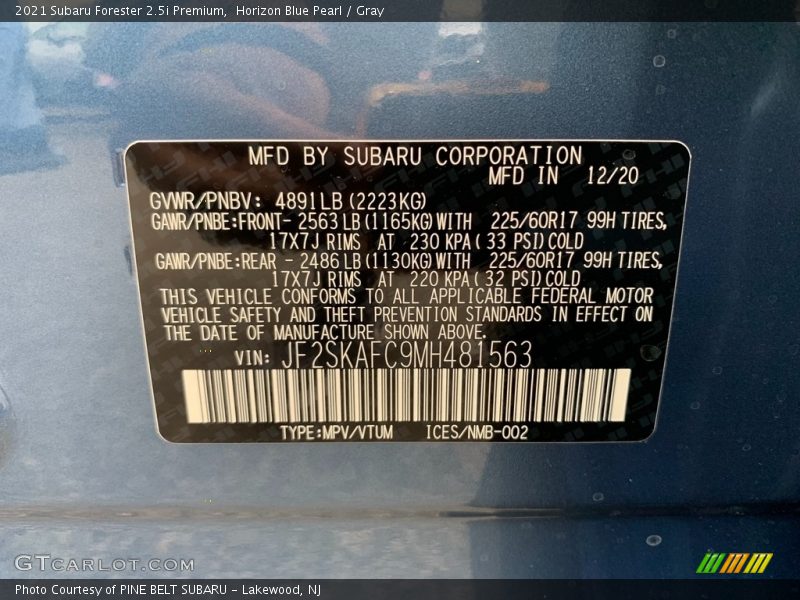 2021 Subaru Forester 2.5i Premium,  Horizon Blue Pearl / Gray
MFD BY SUBARU CORPORATION
MFD IN 12/20
GVWR/PNBV: 4891LB(2223KG)
GAWR/PNBE:FRONT- 2563 LB(1165KG)WITH 225/60R17 99H TIRES,
17X7J RIMS AT 230 KPA( 33 PSI)COLD
GAWR/PNBE:REAR - 2486 LB(1130KG)WITH 225/60R17 99H TIRES,
17X7J RIMS AT 220 KPA( 32 PSI)COLD
THIS VEHICLE CONFORMS TO ALL APPLICABLE FEDERAL MOTOR
VEHICLE SAFETY AND THEFT PREVENTION STANDARDS IN EFFECT ON
THE DATE OF MANUFACTURE SHOWN ABOVE.
VIN: JF2SKAFC9MH481563
TYPE:MPV/VTUM ICES/NMB-002
GTCARLOT.COM
Photo Courtesy of PINE BELT SUBARU - Lakewood, NJ